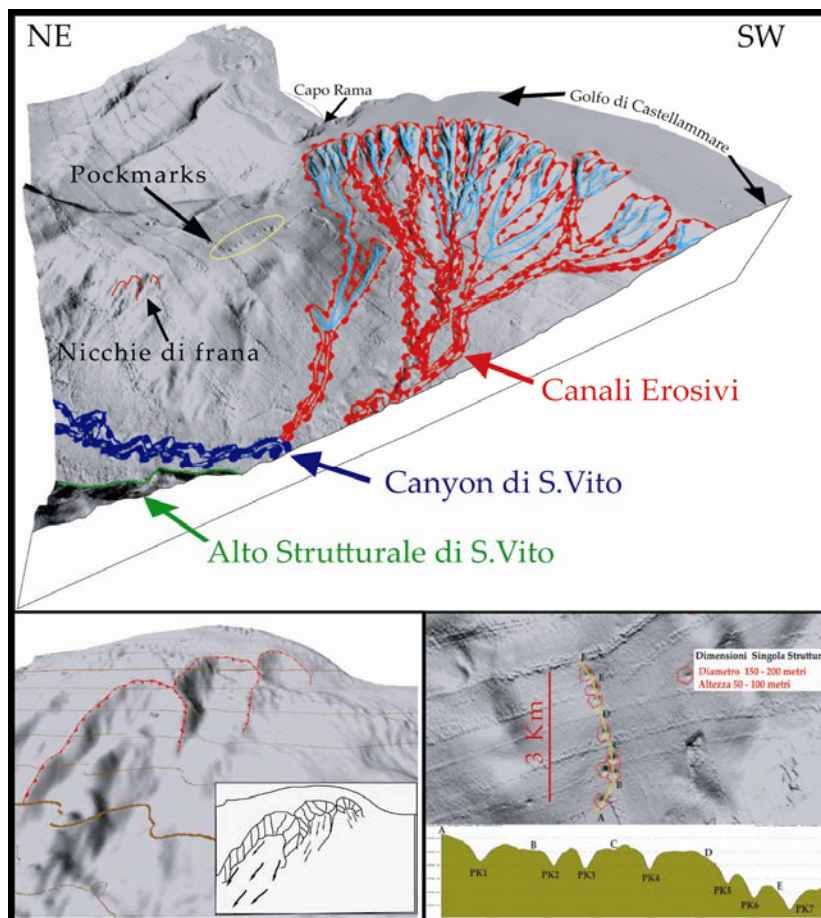 NE
SW
Capo Rama
Golfo di Castellammare
Pockmarks
Nicchie di frana
Canali Erosivi
Canyon di S.Vito
Alto Strutturale di S.Vito
Dimensioni Singola Struttur
Diametro 150 - 200 metri
Altezza 50 - 100 metri
3 Km
E
D
B
A
A
B
C
D
E
PK1
PK2
PK3
PK4
PK5
PK6
PK7